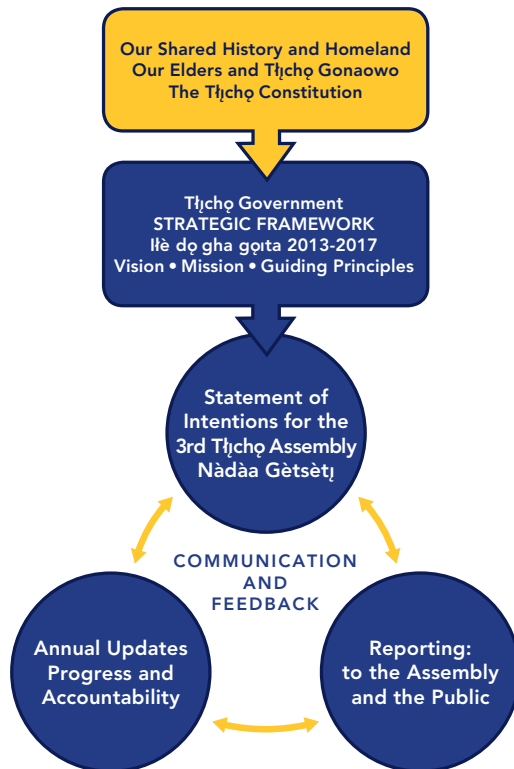 Our Shared History and Homeland
Our Elders and Tłı̨chǫ Gonaowo
The Tłı̨chǫ Constitution
Tłı̨chǫ Government
STRATEGIC FRAMEWORK
Iłè dǫ gha gǫıta 2013-2017
Vision • Mission • Guiding Principles
Statement of
Intentions for the
3rd Tłı̨chǫ Assembly
Nàdàa Gètsètı̨
COMMUNICATION
AND
FEEDBACK
Annual Updates
Progress and
Accountability
Reporting:
to the Assembly
and the Public